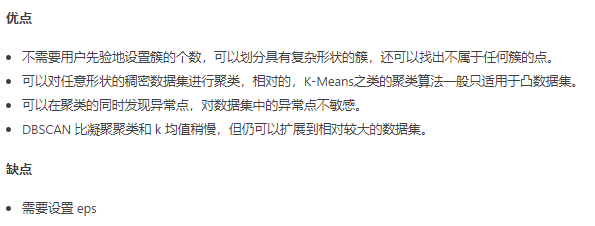 优点
不需要用户先验地设置簇的个数，可以划分具有复杂形状的簇，还可以找出不属于任何簇的点。
可以对任意形状的稠密数据集进行聚类，相对的，K-Means之类的聚类算法一般只适用于凸数据集。
可以在聚类的同时发现异常点，对数据集中的异常点不敏感。
DBSCAN 比凝聚聚类和 k 均值稍慢，但仍可以扩展到相对较大的数据集。
缺点
需要设置 eps